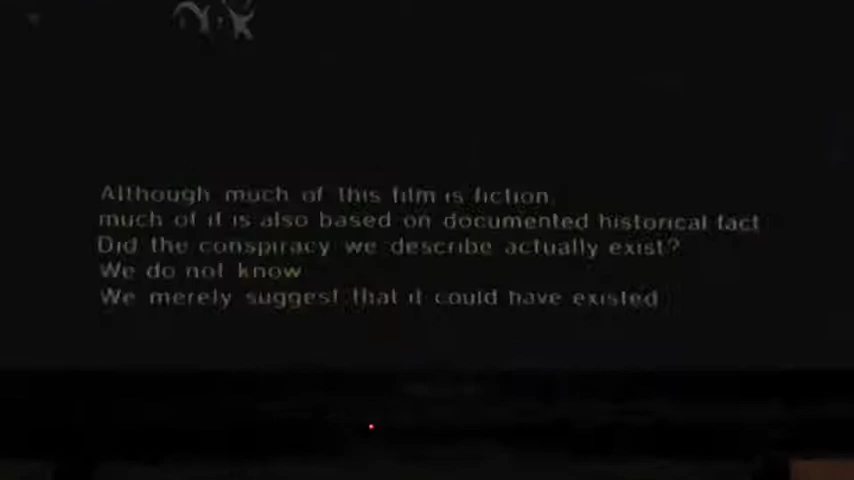 Although much of this film is fiction,
much of it is also based on documented historical fact
Did the conspiracy we describe actually exist?
We do not know
We merely suggest that it could have existed